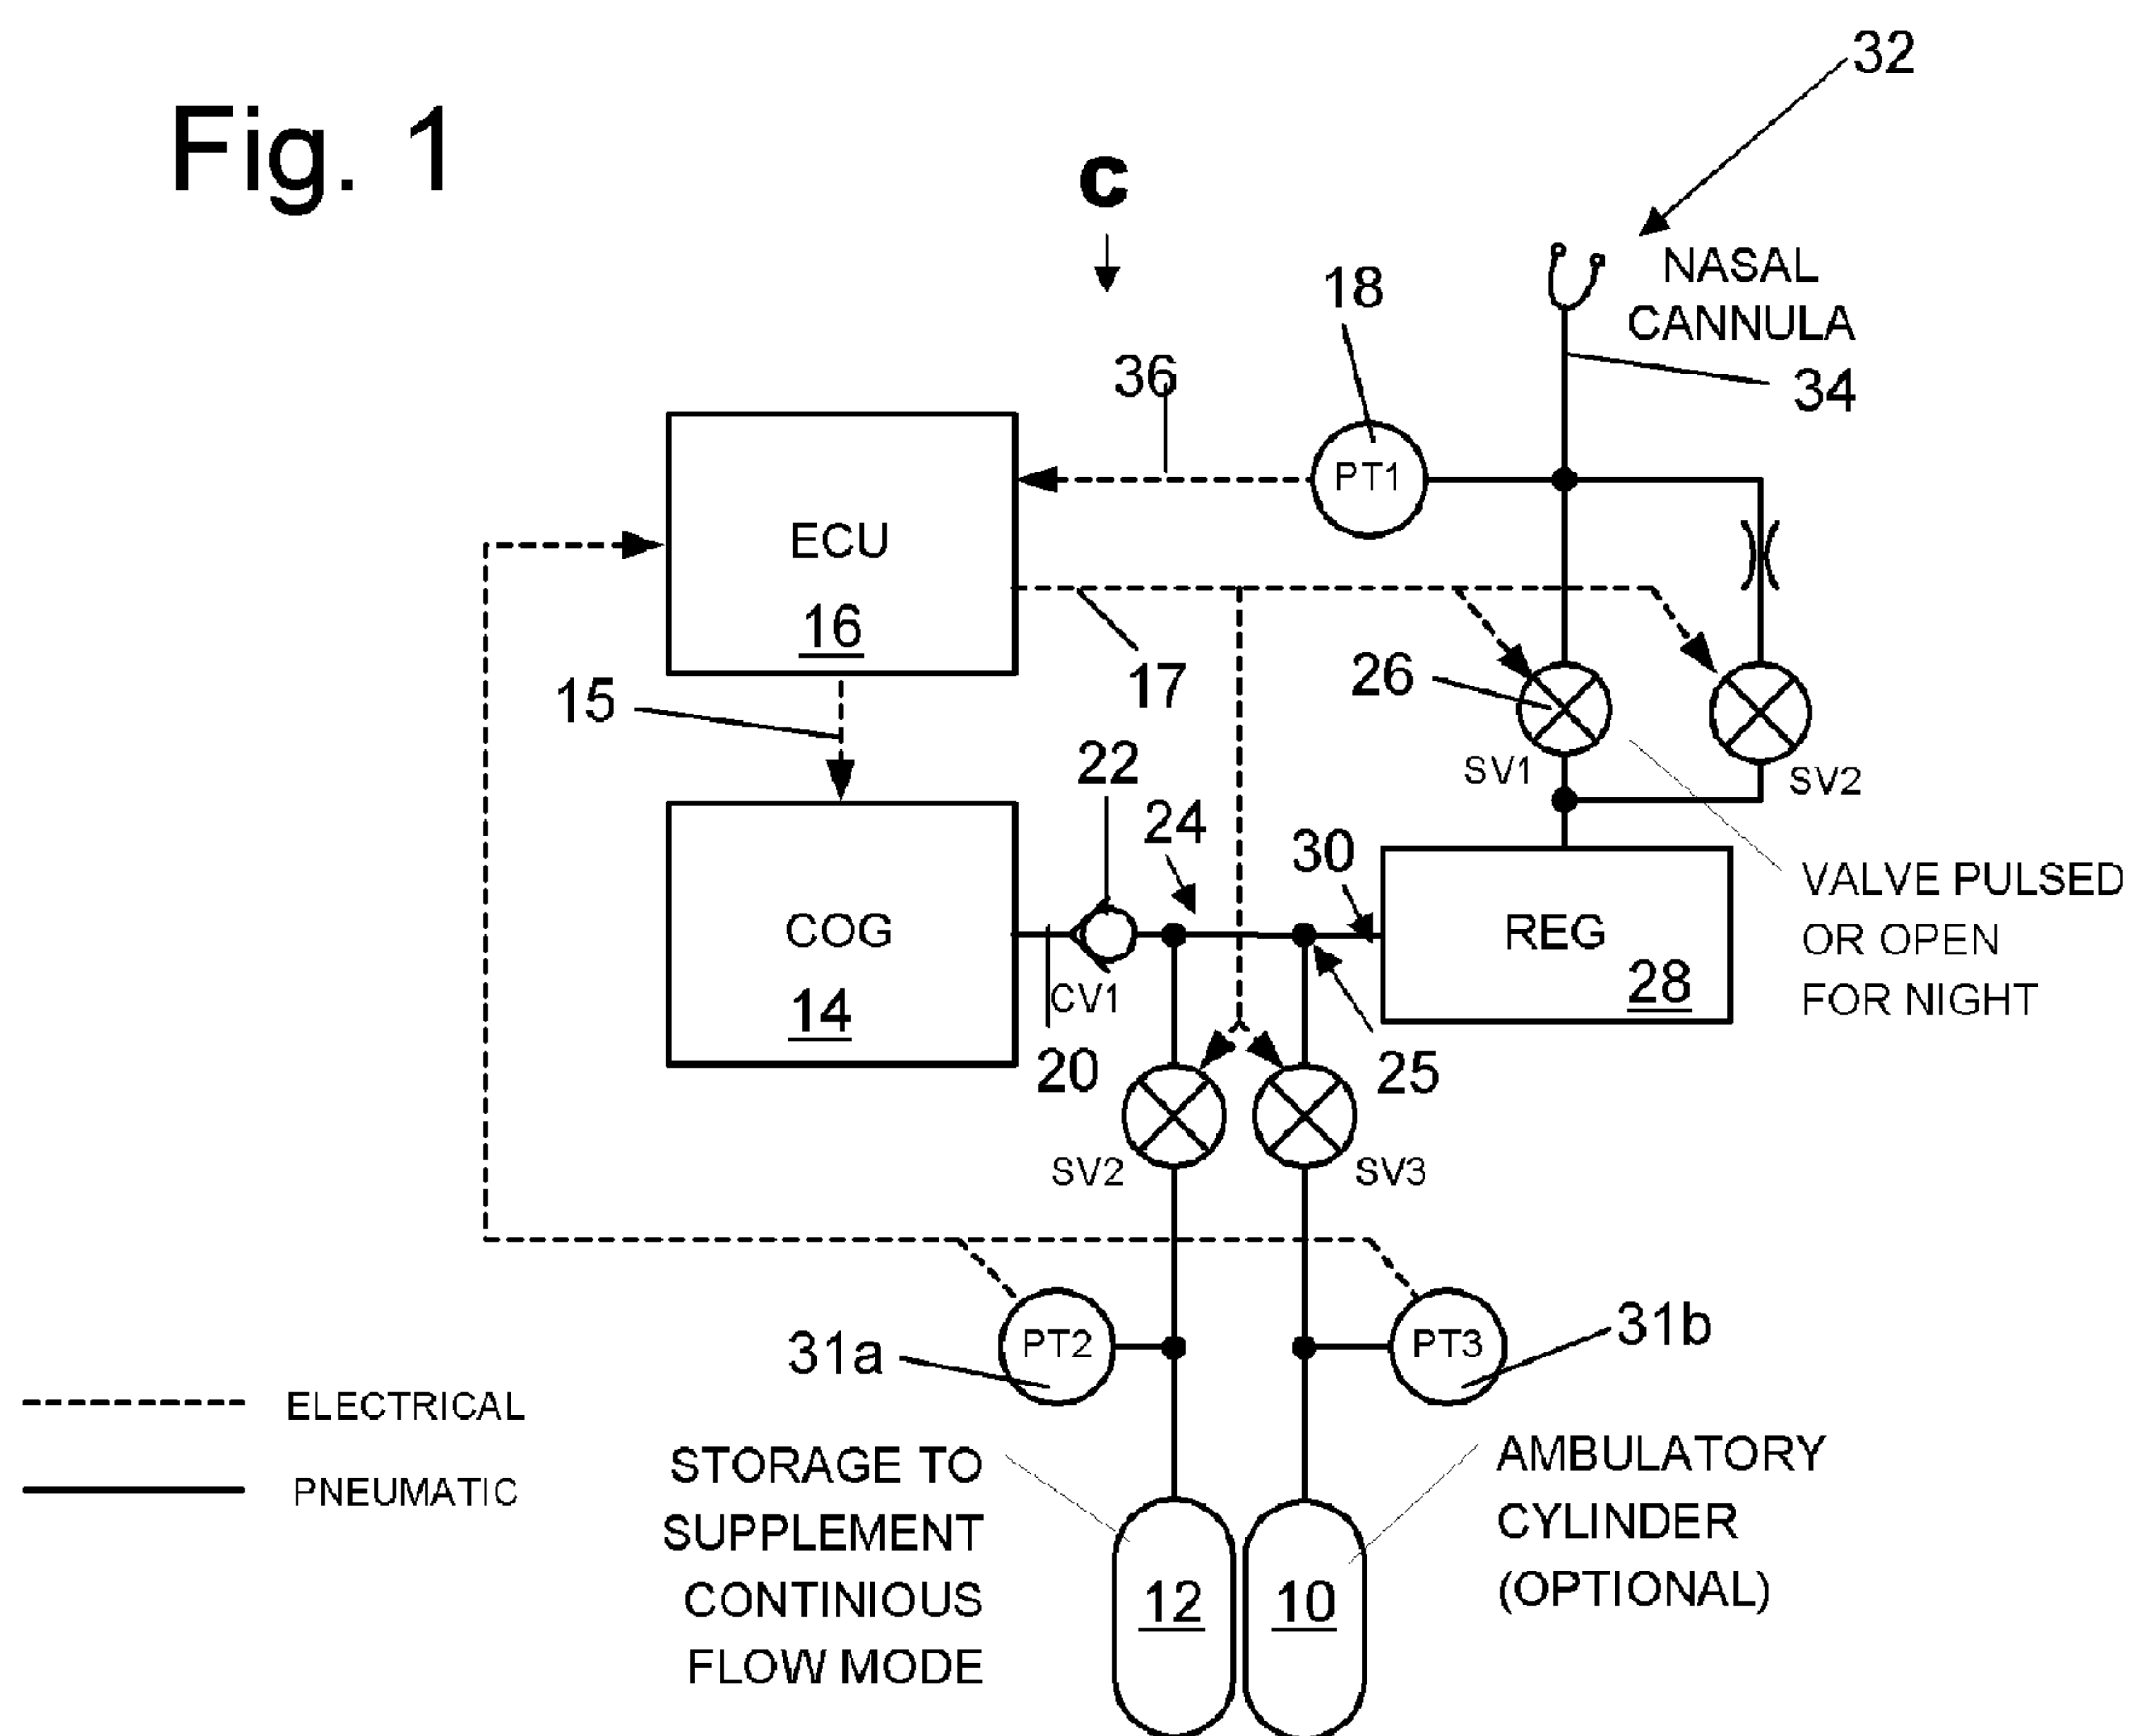 Fig. 1
32
C
NASAL
CANNULA
18
36
34
PT1
ECU
16
17
26
15
22
SV1
SV2
24
30
VALVE PULSED
OR OPEN
FOR NIGHT
COG
14
REG
28
CV1
20
25
SV2
SV3
PT2
PT3
31a
31b
ELECTRICAL
PNEUMATIC
STORAGE TO
SUPPLEMENT
CONTINIOUS
FLOW MODE
AMBULATORY
CYLINDER
(OPTIONAL)
12
10